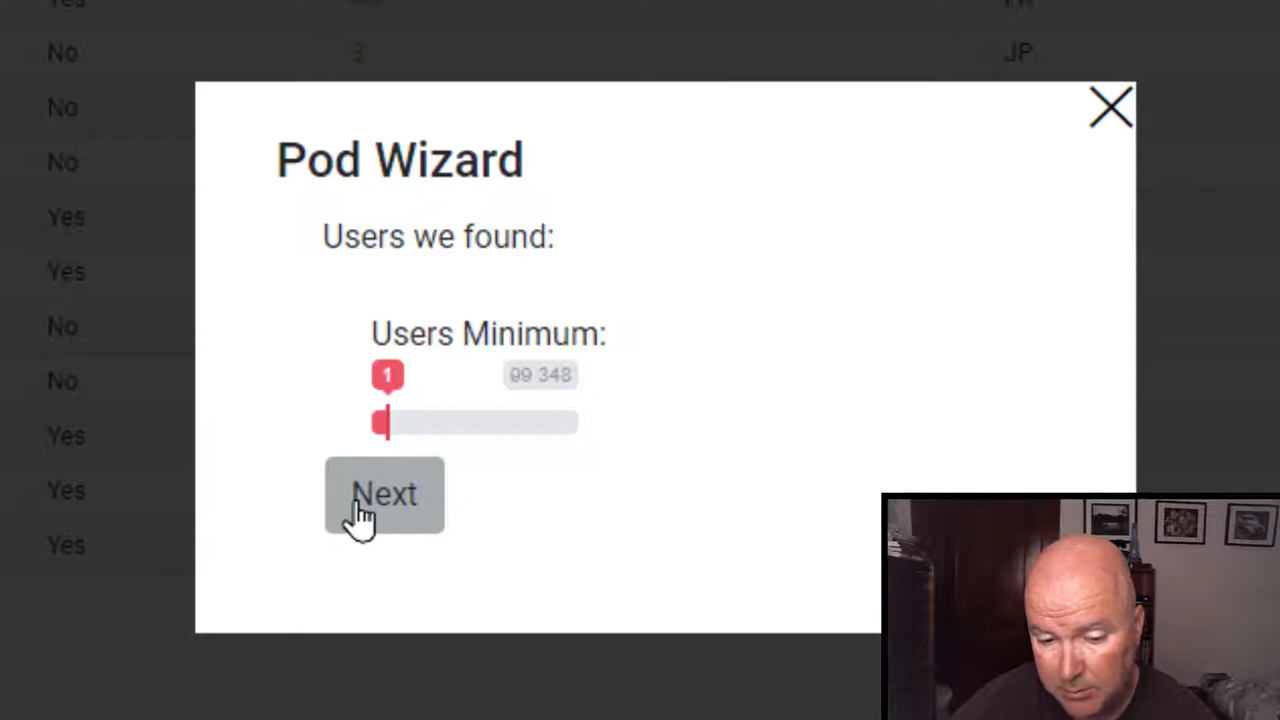 Yes
No
3
JP
No
No
Yes
Yes
No
No
Yes
Yes
Yes
Pod Wizard
Users we found:
Users Minimum:
1
99 348
Next